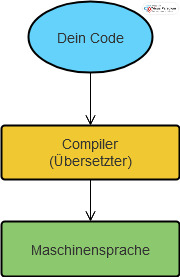 Dein Code
Compiler
(Übersetzter)
Maschinensprache